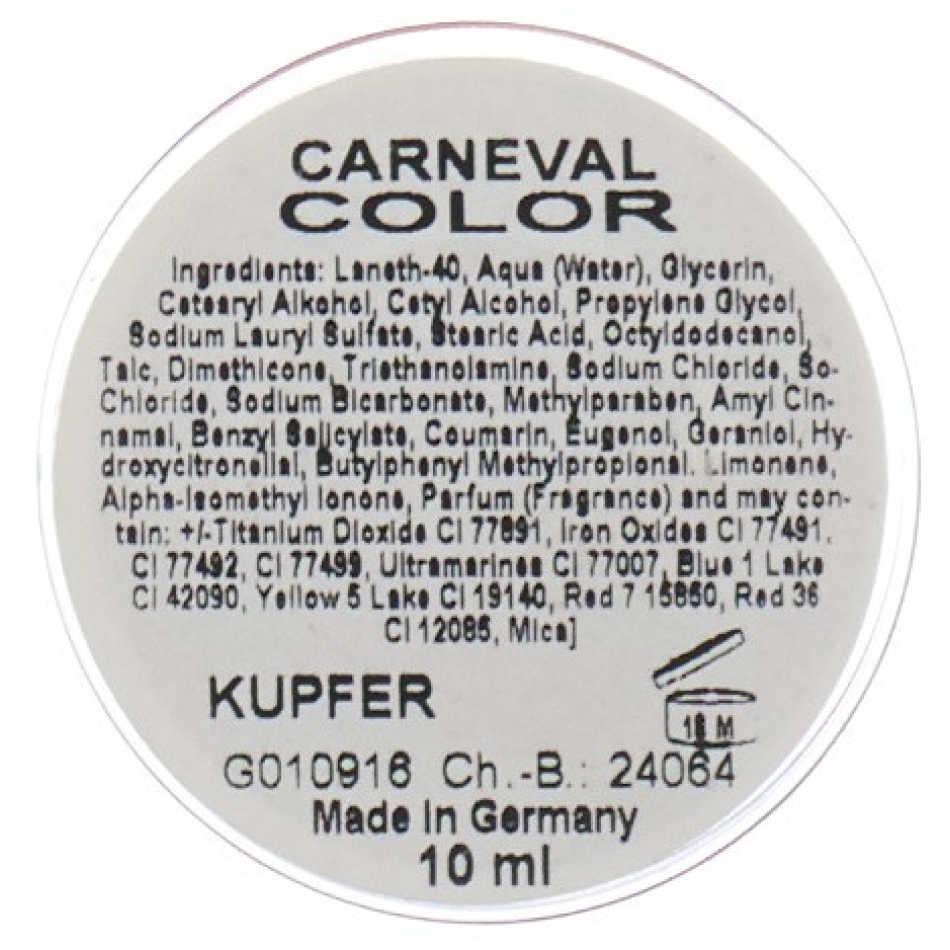 CARNEVAL
COLOR
Ingredients: Laneth-40, Aqua (Water), Glycerin,
Cetearyl Alkohol, Cetyl Alcohol, Propylene Glycol,
Sodium Lauryl Sulfate, Stearic Acid, Octyldodecanol,
Talc, Dimethicone, Triethanolamine, Sodium Chloride, So-
Chloride, Sodium Bicarbonate, Methylparaben, Amyl Cin-
namal, Benzyl Salicylate, Coumarin, Eugenol, Geraniol, Hy-
droxycitronellal, Butylphenyl Methylpropional. Limonene,
Alpha-Isomethyl Ionone, Parfum (Fragrance) and may con-
tain: +/-Titanium Dioxide CI 77891, Iron Oxides CI 77491,
CI 77492, CI 77499, Ultramarines CI 77007, Blue 1 Lake
CI 42090, Yellow 5 Lake CI 19140, Red 7 15850, Red 36
CI 12085, Mica]
KUPFER
M
G010916 Ch.-B.: 24064
Made in Germany
10 ml